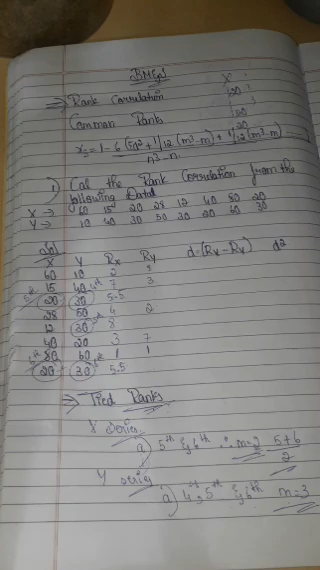 X
=> Rank Correlation
Common Ranks
r = 1 - 6 (Σd² + 1/12 (m³-m) + 1/12 (m³-m)
n³-n
1) Cal the Rank Correlation from the
following Data
X → 60 15 20 28 12 40 80 20
Y → 10 40 30 50 30 20 60 30
Sol
X Y Rx Ry d=(Rx-Ry) d²
60 10 2
15 40 7 3
20 30 5.5
28 50 4 2
12 30 8
40 20 3 7
80 60 1 1
20 30 5.5
=> Tied Ranks
X series
a) 5th & 6th ∴ m=2 5+6
2
Y series
a) 4th 5th & 6th m=3